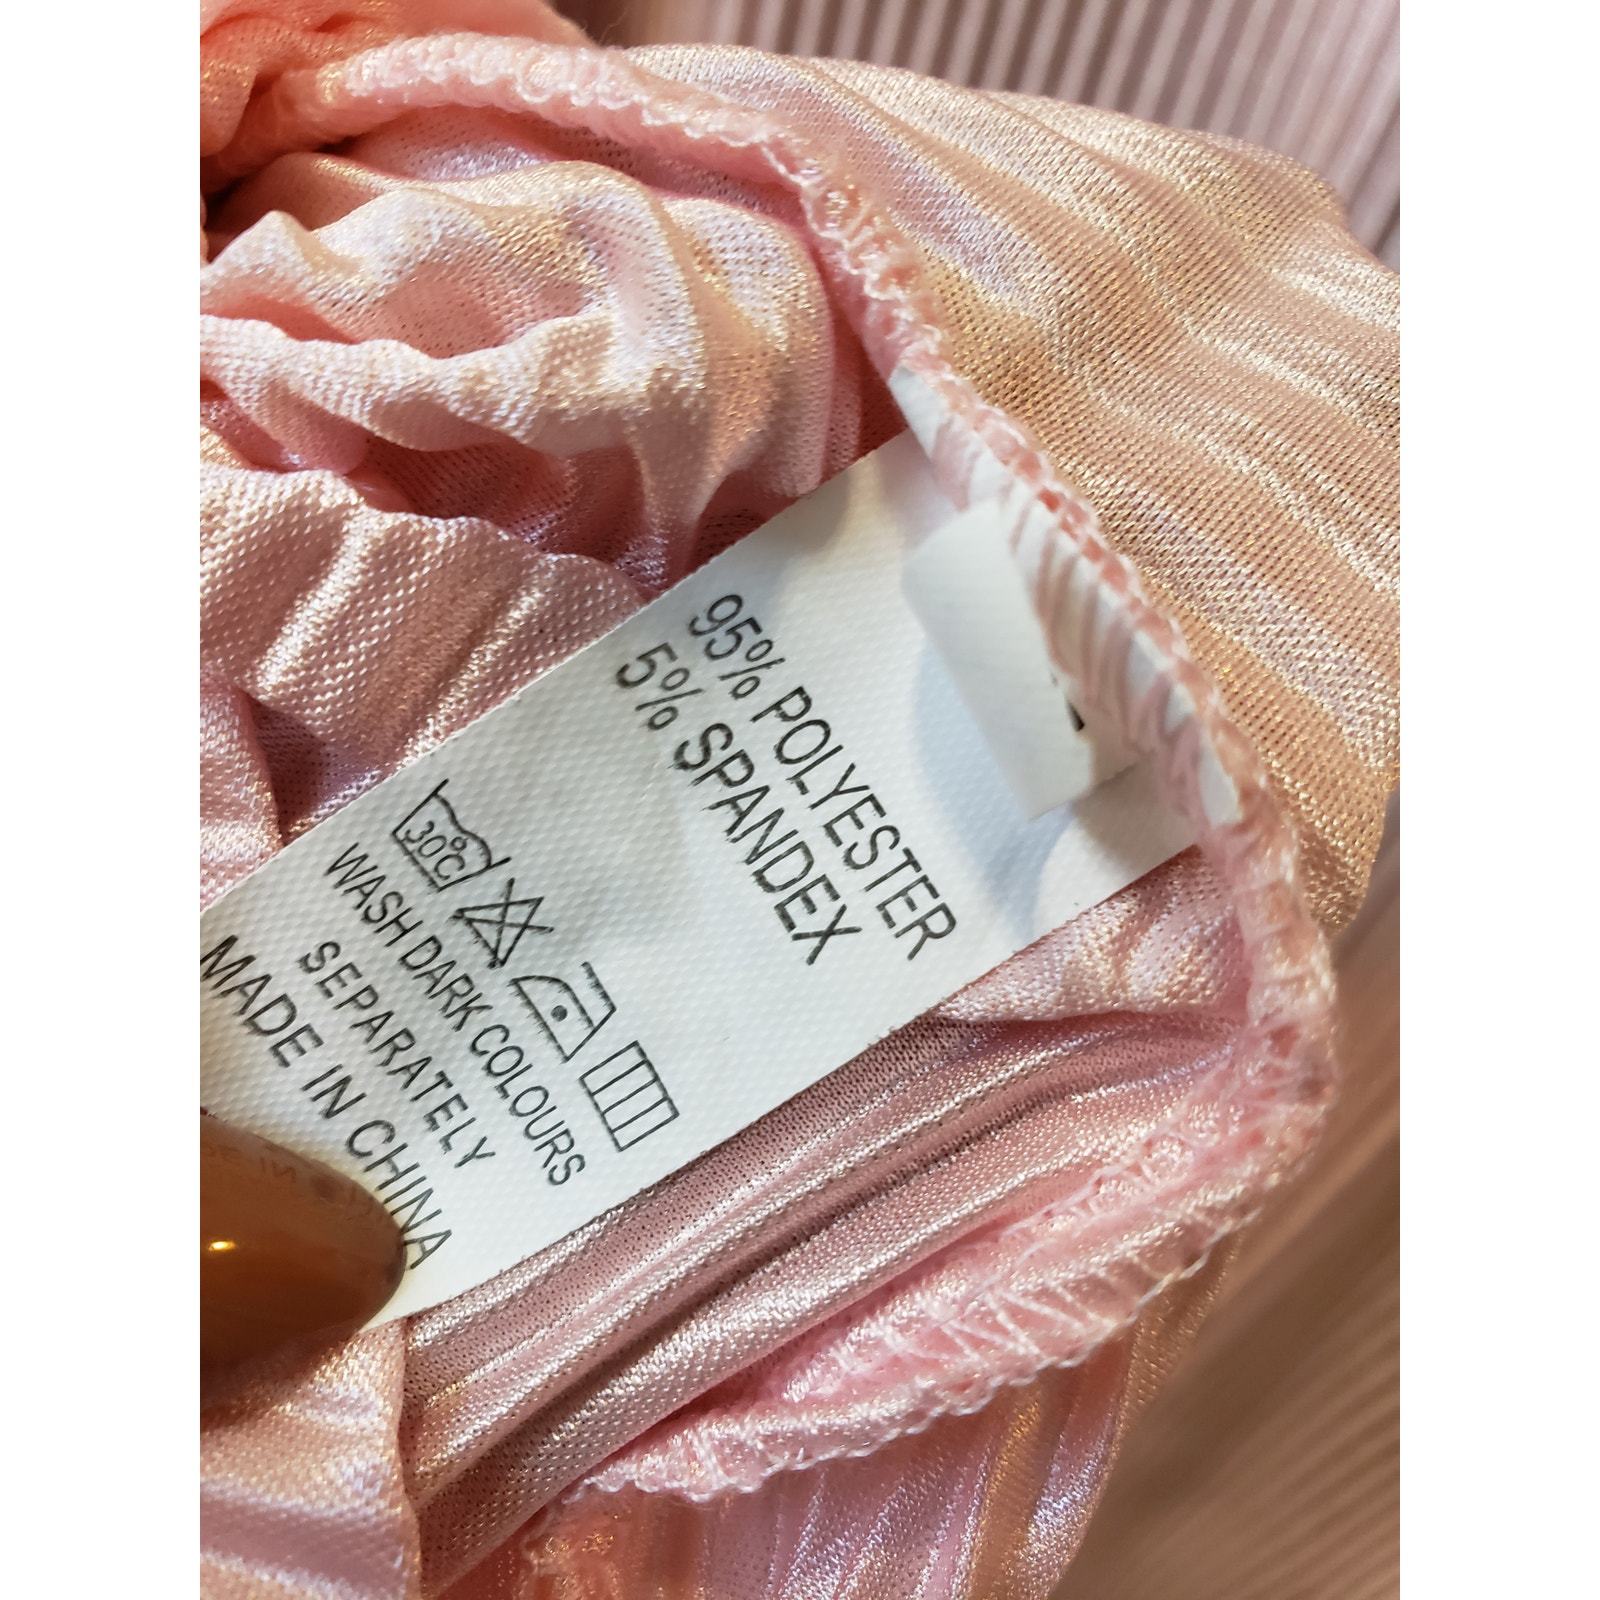 95% POLYESTER
5% SPANDEX
30°C
WASH DARK COLOURS
SEPARATELY
MADE IN CHINA